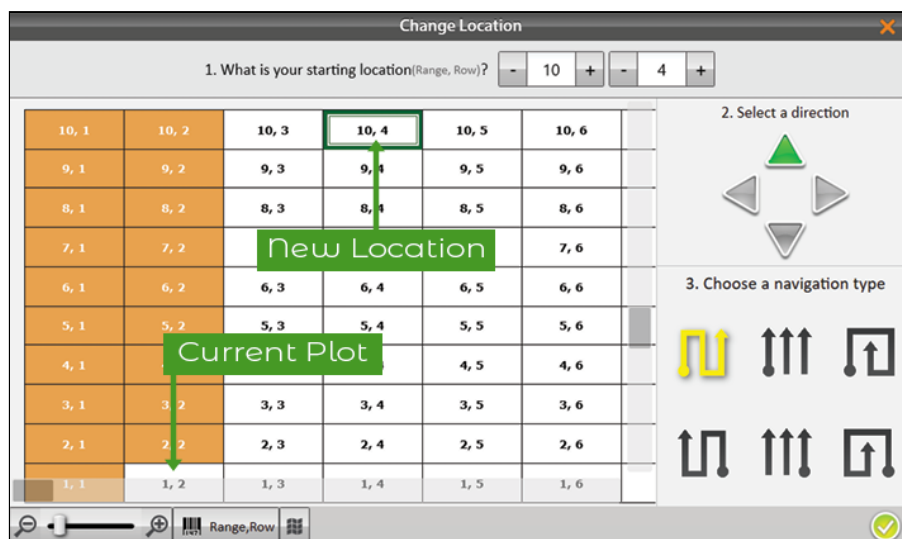 Change Location
1. What is your starting location(Range, Row)? - 10 + - 4 +
10, 1 10, 2 10, 3 10, 4 10, 5 10, 6
9, 1 9, 2 9, 3 9, 4 9, 5 9, 6
8, 1 8, 2 8, 3 8, 4 8, 5 8, 6
7, 1 7, 2 7, 6
New Location
6, 1 6, 2 6, 3 6, 4 6, 5 6, 6
5, 1 5, 2 5, 3 5, 4 5, 5 5, 6
Current Plot
4, 1 4, 5 4, 6
3, 1 3, 2 3, 3 3, 4 3, 5 3, 6
2, 1 2, 2 2, 3 2, 4 2, 5 2, 6
1, 1 1, 2 1, 3 1, 4 1, 5 1, 6
2. Select a direction
3. Choose a navigation type
Range,Row